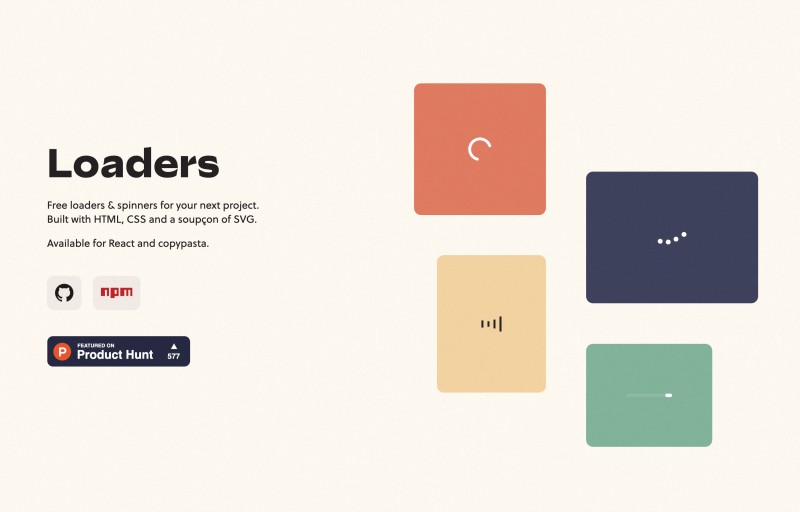 Loaders
Free loaders & spinners for your next project.
Built with HTML, CSS and a soupçon of SVG.
Available for React and copypasta.
npm
P
FEATURED ON
Product Hunt
577